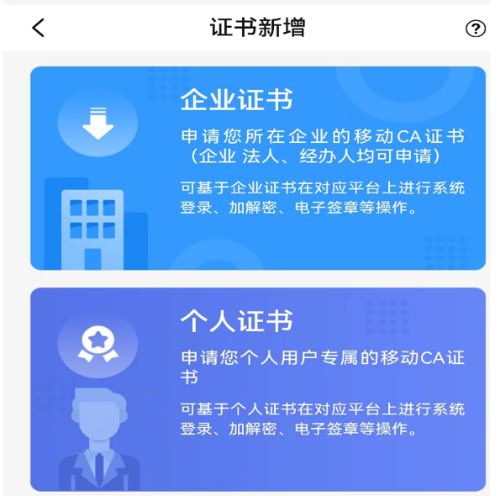 证书新增
企业证书
申请您所在企业的移动CA证书
（企业 法人、经办人均可申请）
可基于企业证书在对应平台上进行系统
登录、加解密、电子签章等操作。
个人证书
申请您个人用户专属的移动CA证
书
可基于个人证书在对应平台上进行系统
登录、加解密、电子签章等操作。